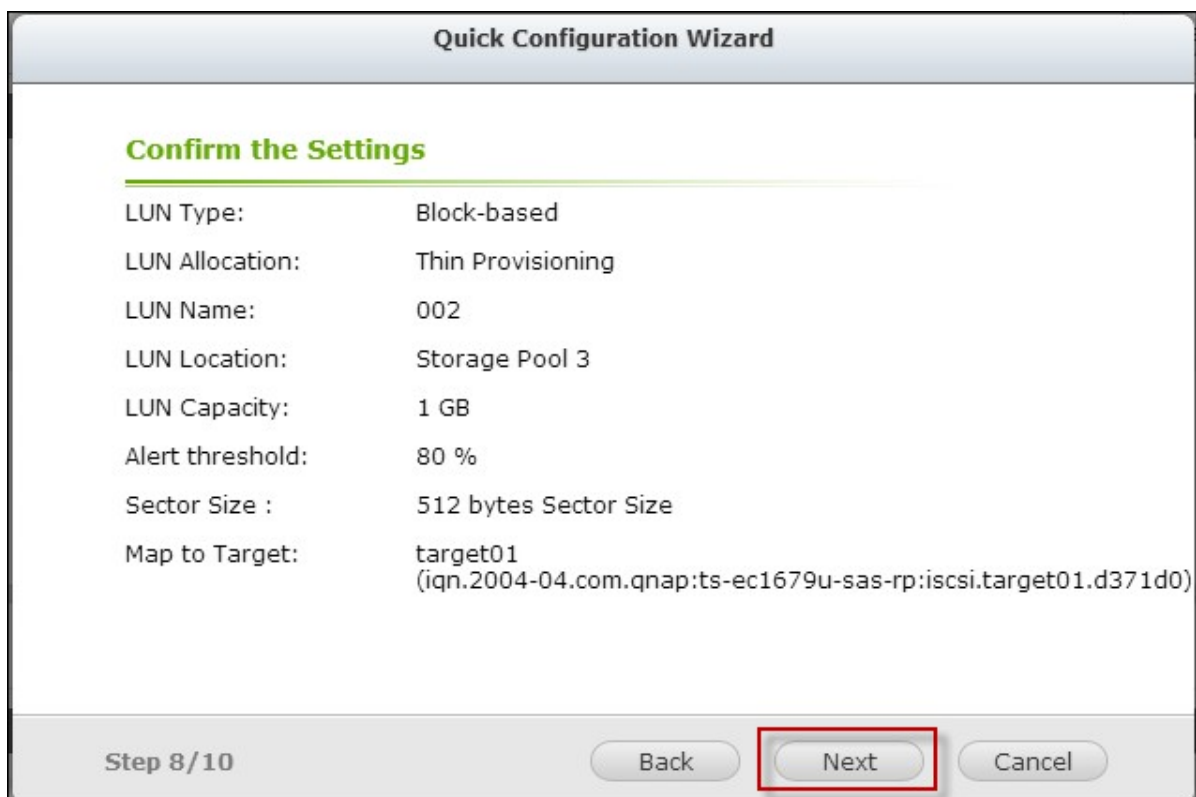 Quick Configuration Wizard
Confirm the Settings
LUN Type: Block-based
LUN Allocation: Thin Provisioning
LUN Name: 002
LUN Location: Storage Pool 3
LUN Capacity: 1 GB
Alert threshold: 80 %
Sector Size : 512 bytes Sector Size
Map to Target: target01
(iqn.2004-04.com.qnap:ts-ec1679u-sas-rp:iscsi.target01.d371d0)
Step 8/10 Back Next Cancel